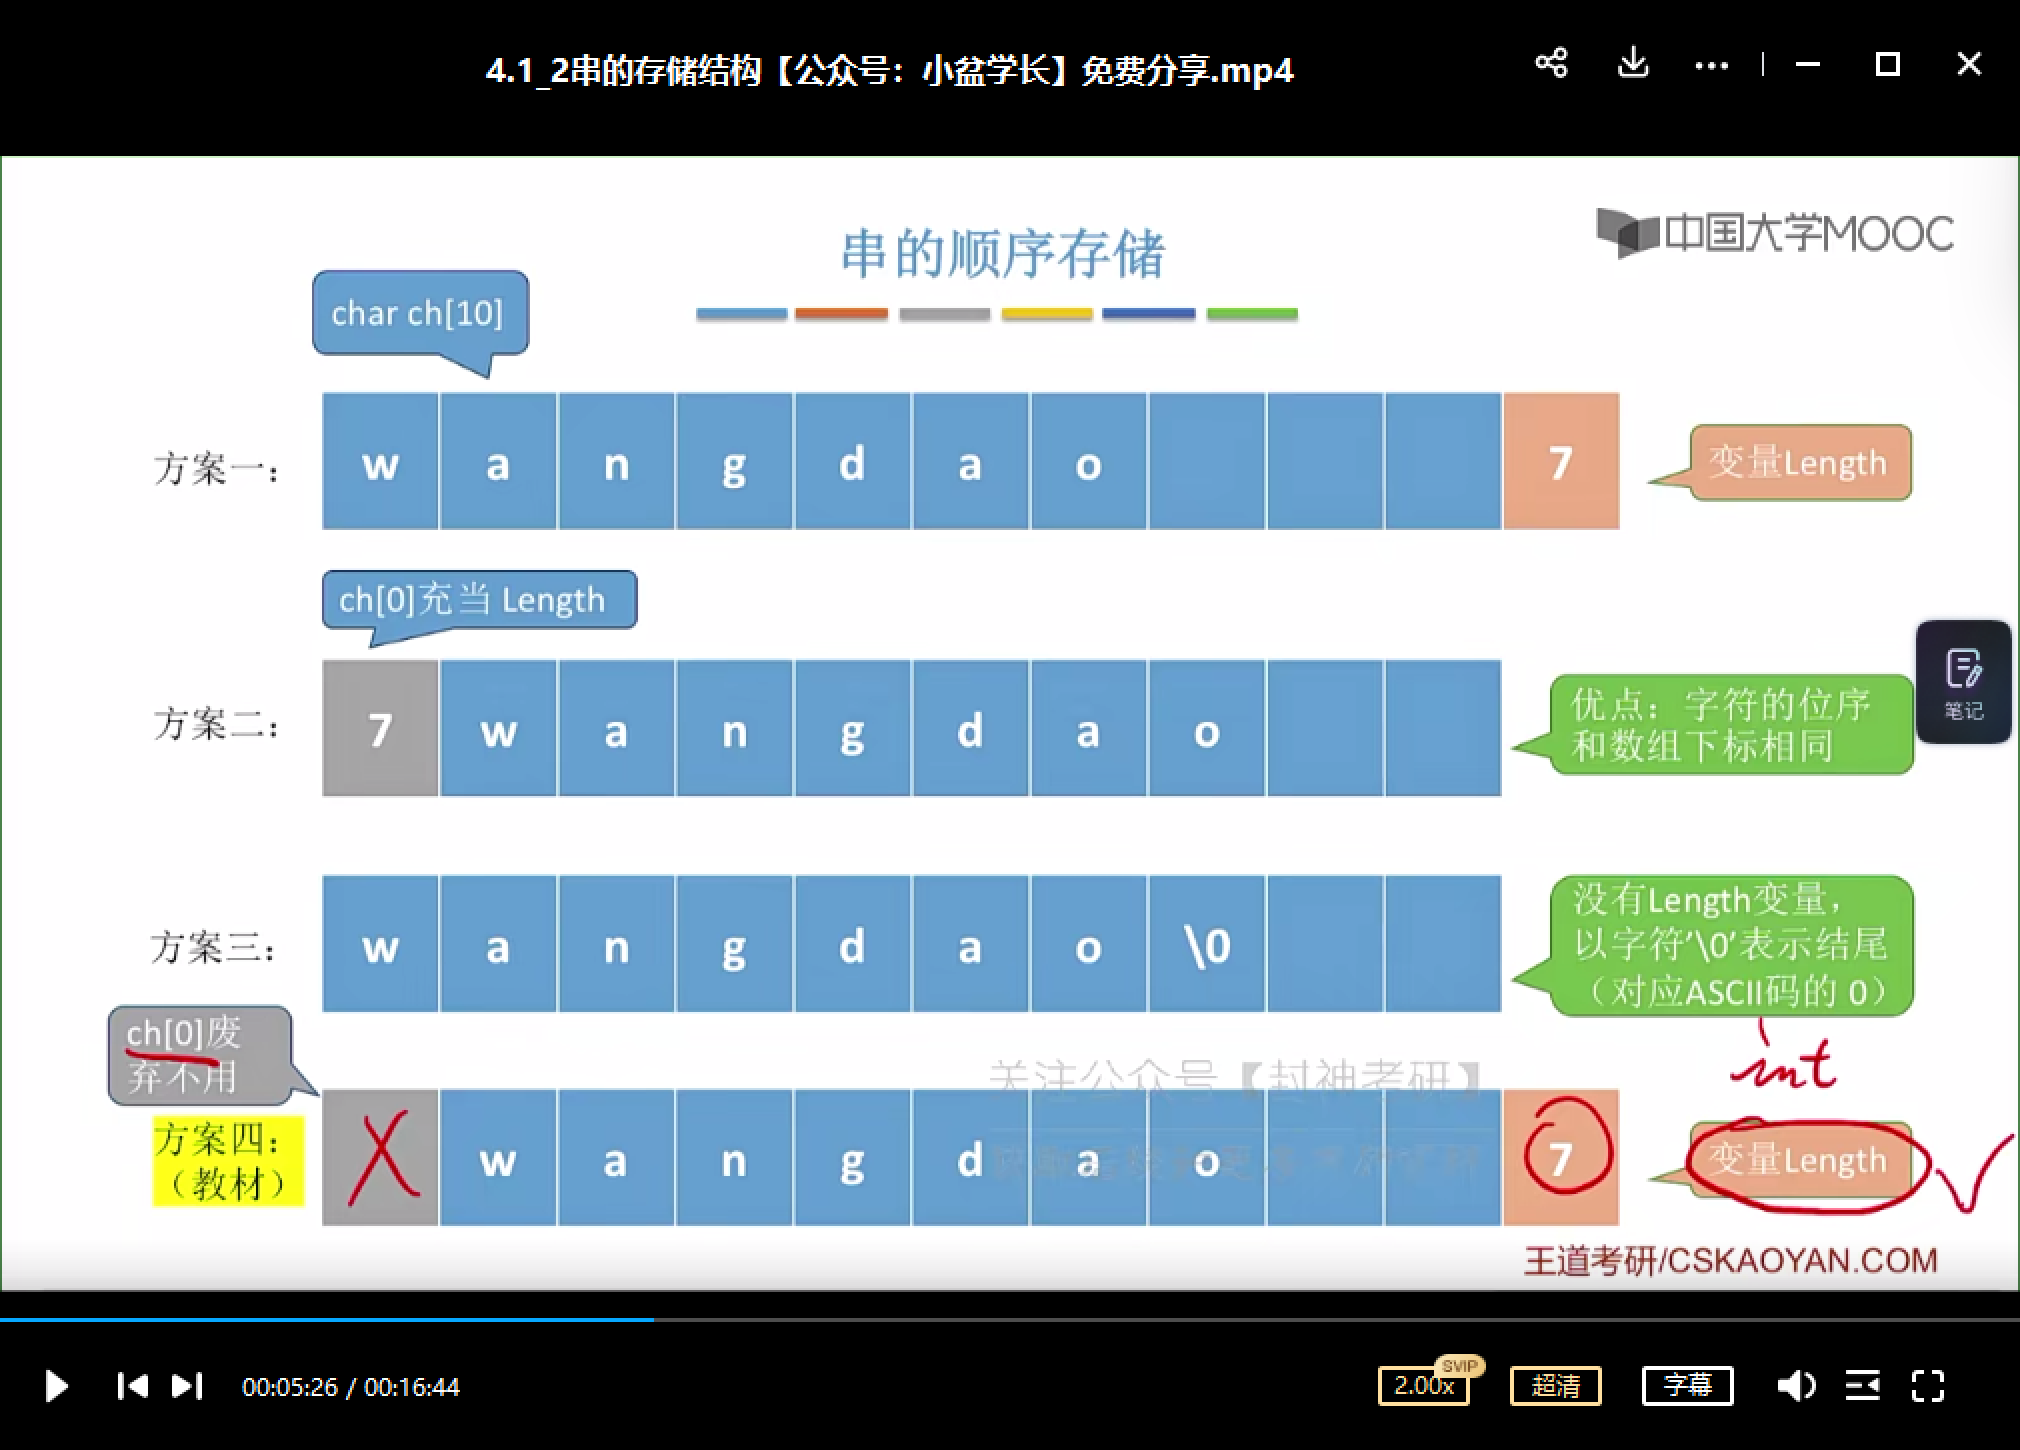 4.1_2串的存储结构【公众号：小盆学长】免费分享.mp4
中国大学MOOC
串的顺序存储
char ch[10]
方案一：
w a n g d a o 7
变量Length
ch[0]充当 Length
方案二：
7 w a n g d a o
优点：字符的位序
和数组下标相同
笔记
方案三：
w a n g d a o \0
没有Length变量，
以字符'\0'表示结尾
（对应ASCII码的 0）
int
ch[0]废
弃不用
关注公众号【封神考研】
方案四：
（教材）
w a n g d a o 7
变量Length
王道考研/CSKAOYAN.COM
00:05:26 / 00:16:44
2.00x
SVIP
超清
字幕